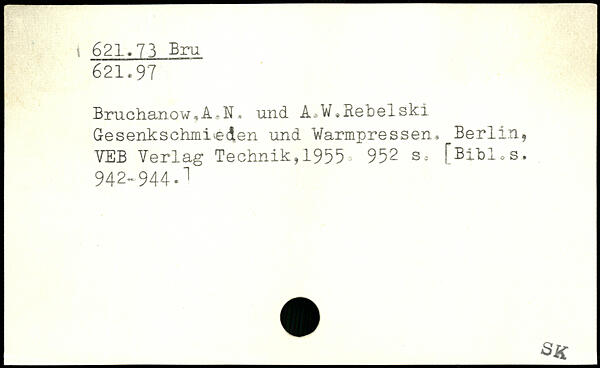 621.73 Bru
621.97
Bruchanow,A.N. und A.W.Rebelski
Gesenkschmieden und Warmpressen. Berlin,
VEB Verlag Technik,1955. 952 s. [Bibl.s.
942-944.]
SK